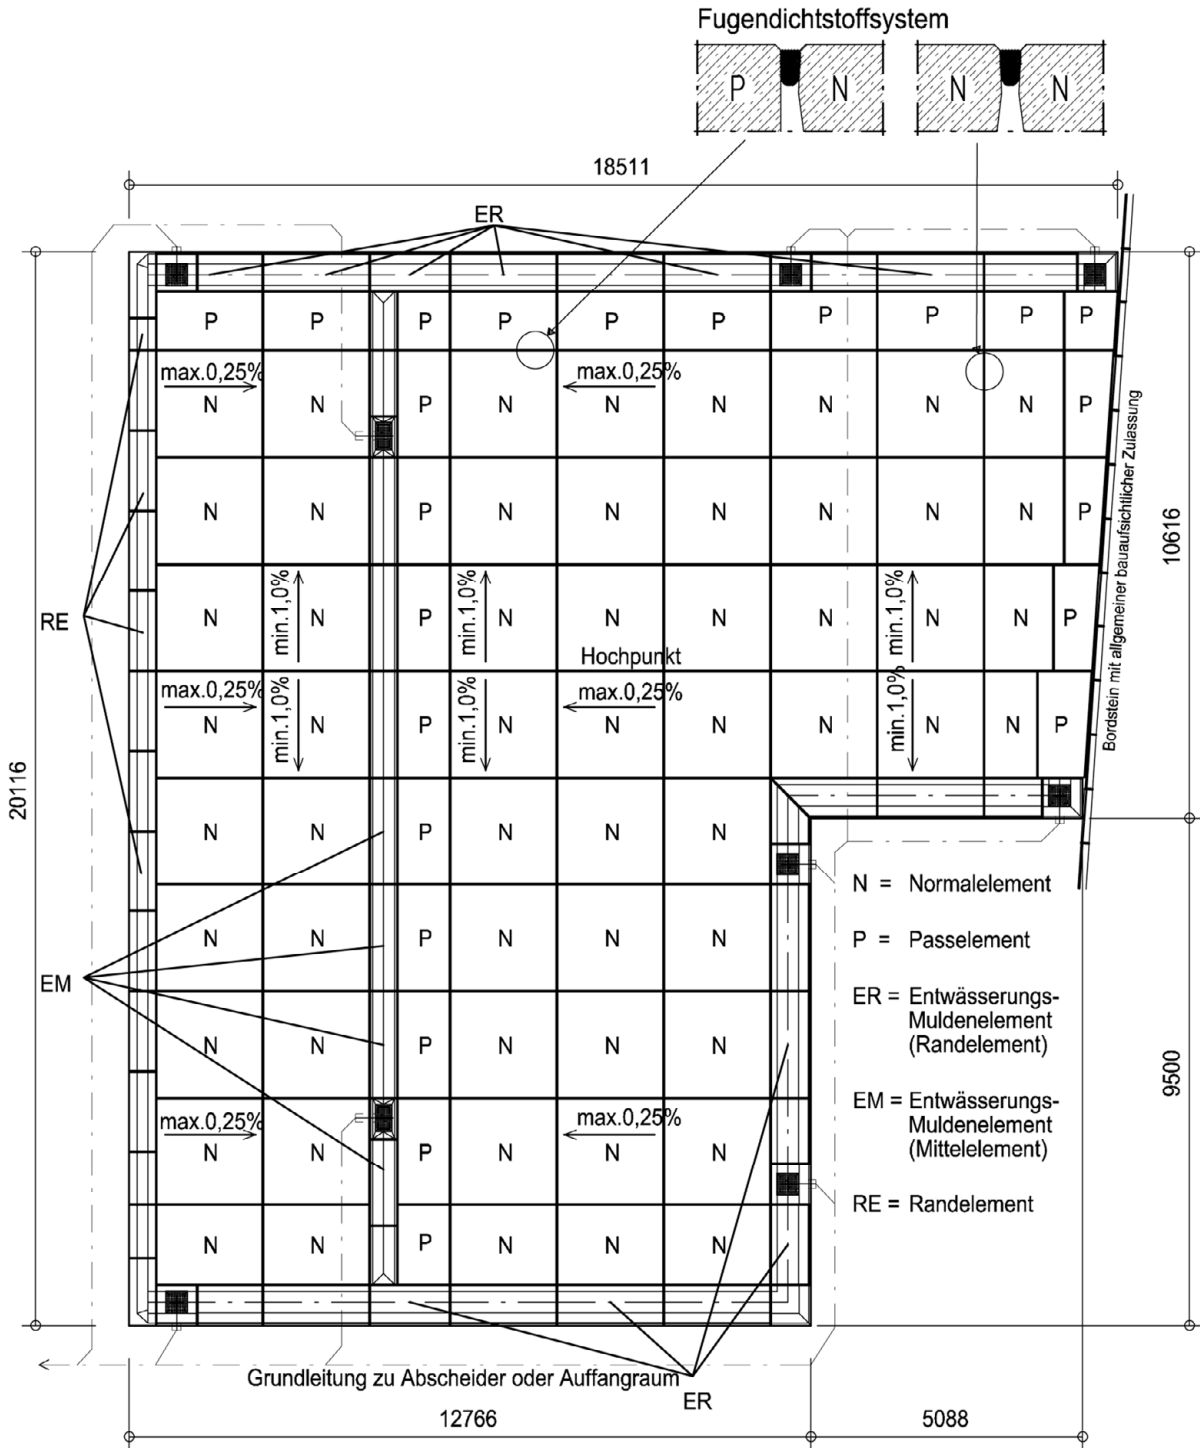 Fugendichtstoffsystem
P N N N
18511
ER
P P P P P P P P P P
max.0,25% max.0,25%
N N P N N N N N N P
Bordstein mit allgemeiner bauaufsichtlicher Zulassung
N N P N N N N N N P
10616
min.1,0% min.1,0% min.1,0%
RE
N N P N N N N N N P
Hochpunkt
max.0,25% max.0,25%
min.1,0% min.1,0% min.1,0%
N N P N N N N N N P
20116
N N P N N N
N = Normalelement
N N P N N N
P = Passelement
EM
ER = Entwässerungs-
Muldenelement
(Randelement)
N N P N N N
9500
EM = Entwässerungs-
Muldenelement
(Mittelelement)
max.0,25% max.0,25%
N N P N N N
RE = Randelement
N N P N N N
Grundleitung zu Abscheider oder Auffangraum
ER
12766
5088